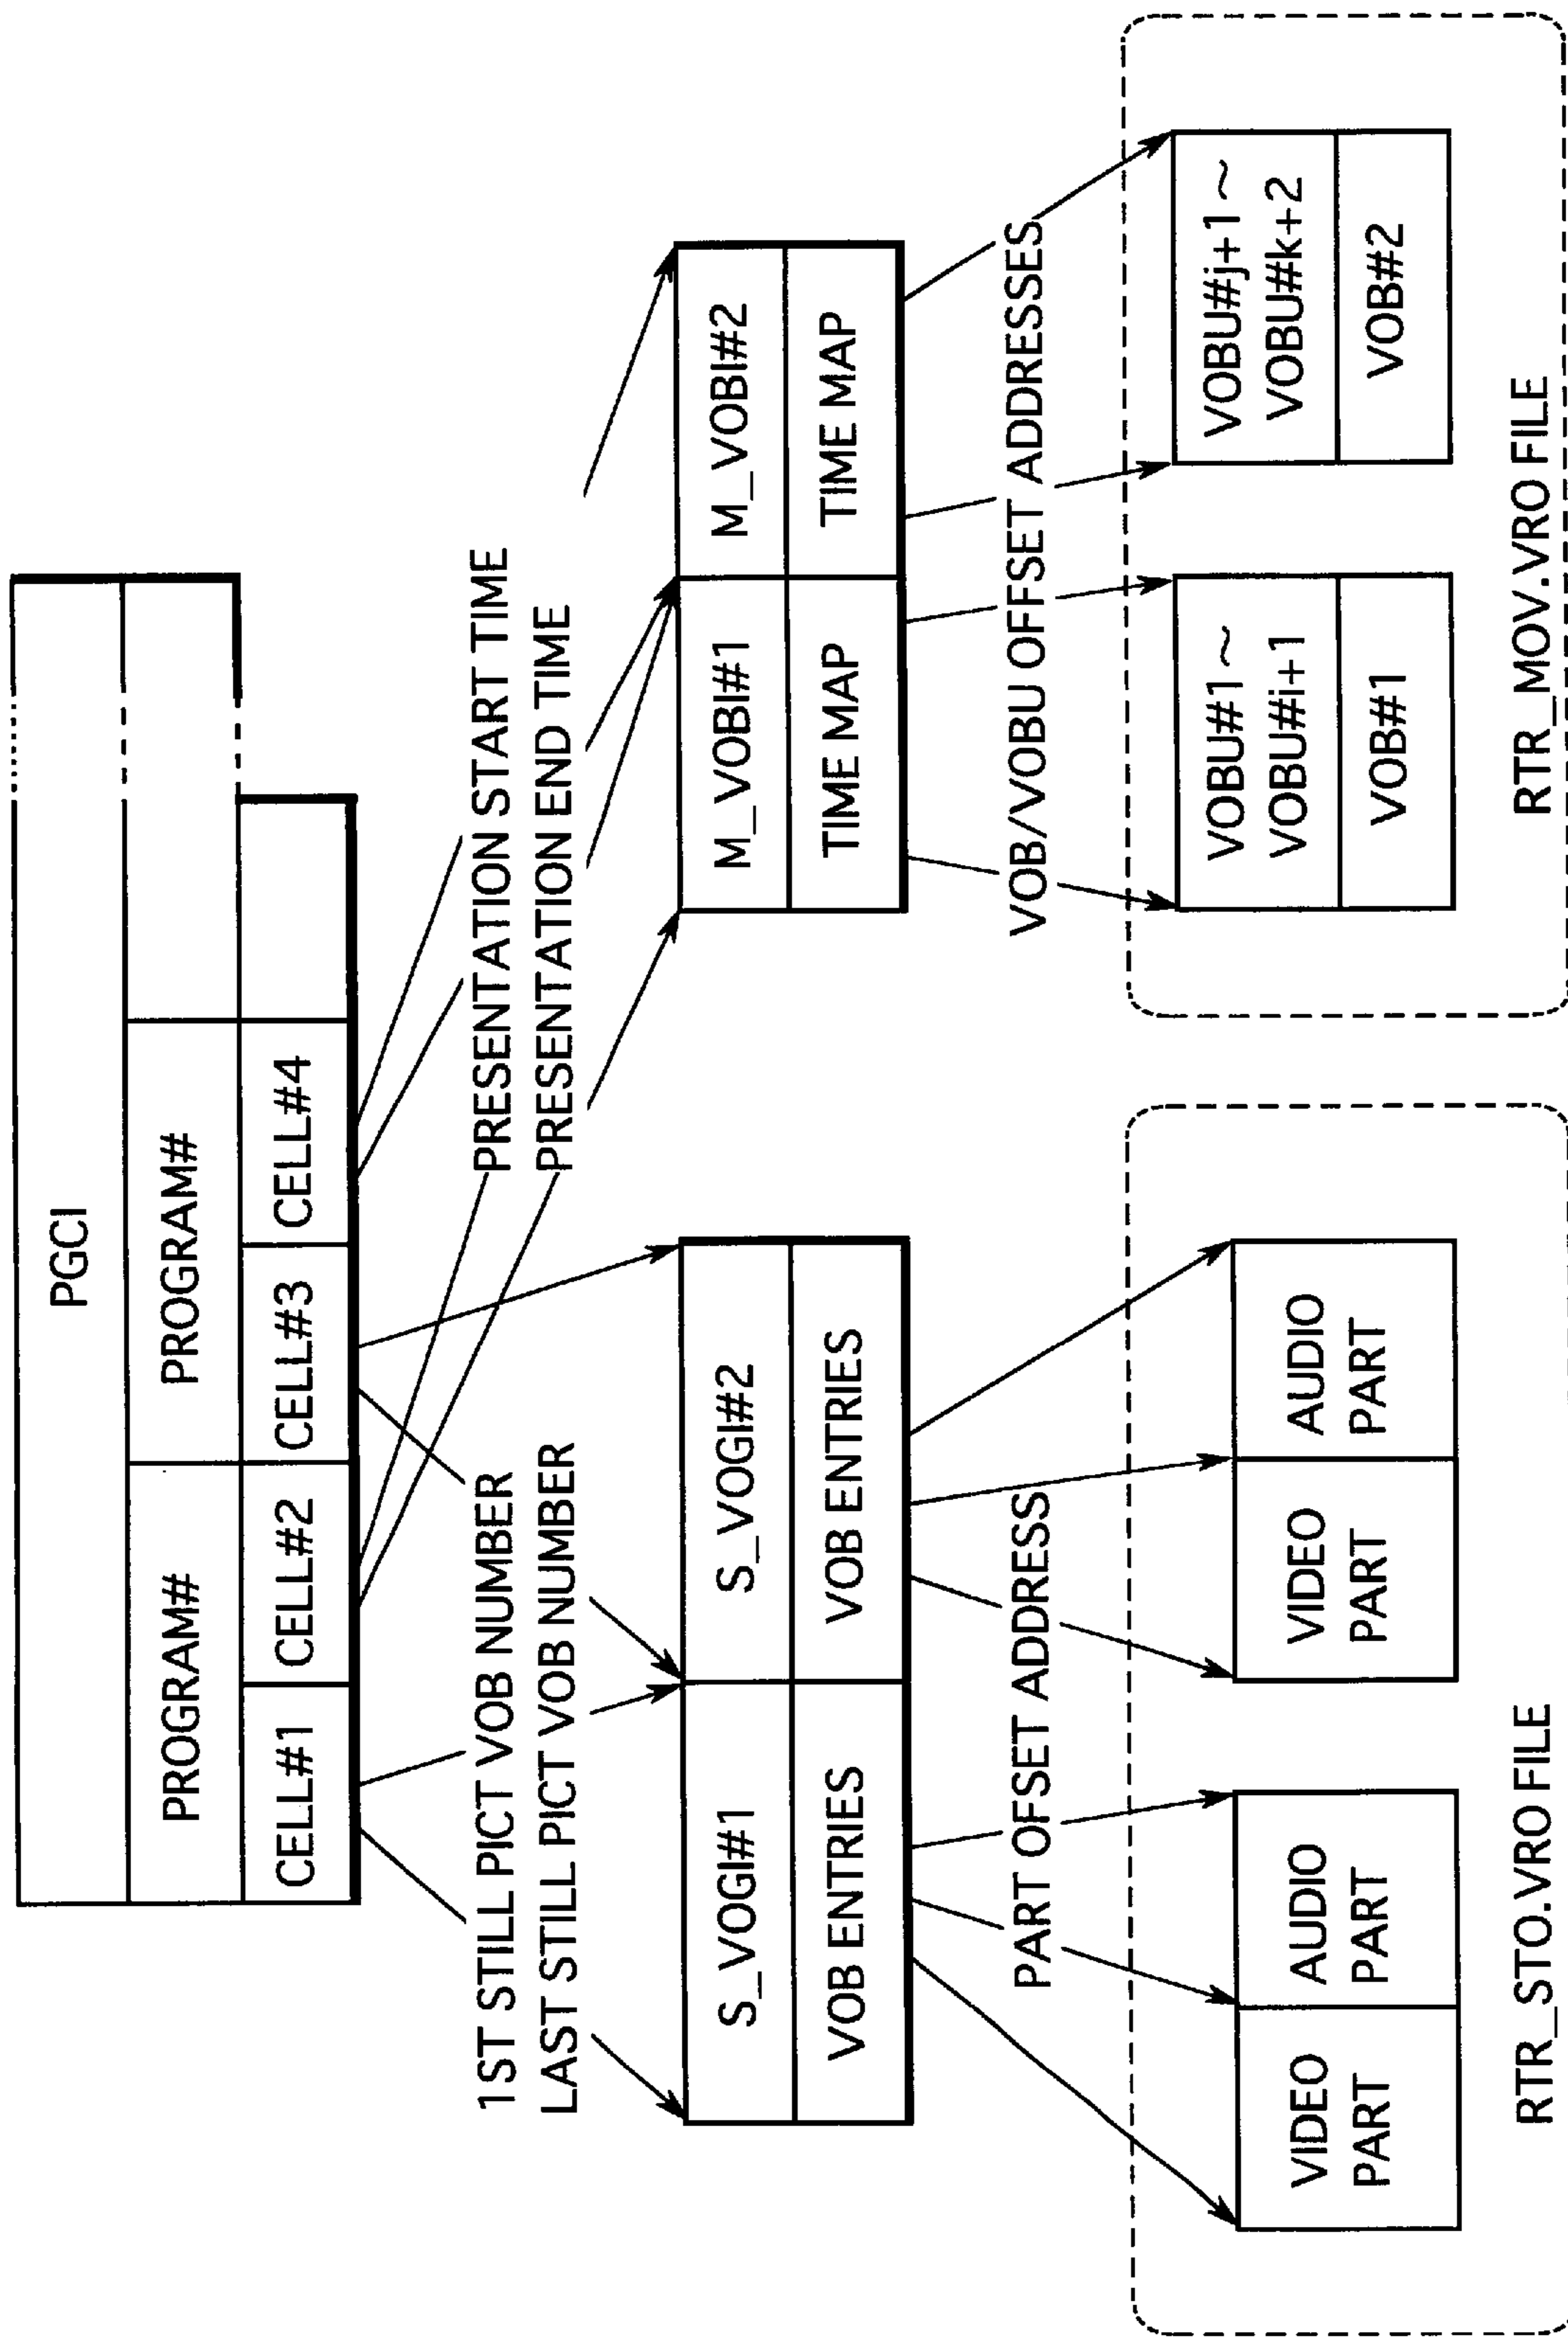 PGCI
PROGRAM#
PROGRAM#
CELL#1
CELL#2
CELL#3
CELL#4
1ST STILL PICT VOB NUMBER
LAST STILL PICT VOB NUMBER
PRESENTATION START TIME
PRESENTATION END TIME
S_VOGI#1
S_VOGI#2
VOB ENTRIES
VOB ENTRIES
M_VOBI#1
M_VOBI#2
TIME MAP
TIME MAP
PART OFSET ADDRESS
VOB/VOBU OFFSET ADDRESSES
VIDEO
PART
AUDIO
PART
VIDEO
PART
AUDIO
PART
VOBU#1~
VOBU#i+1
VOB#1
VOBU#j+1~
VOBU#k+2
VOB#2
RTR_STO.VRO FILE
RTR_MOV.VRO FILE